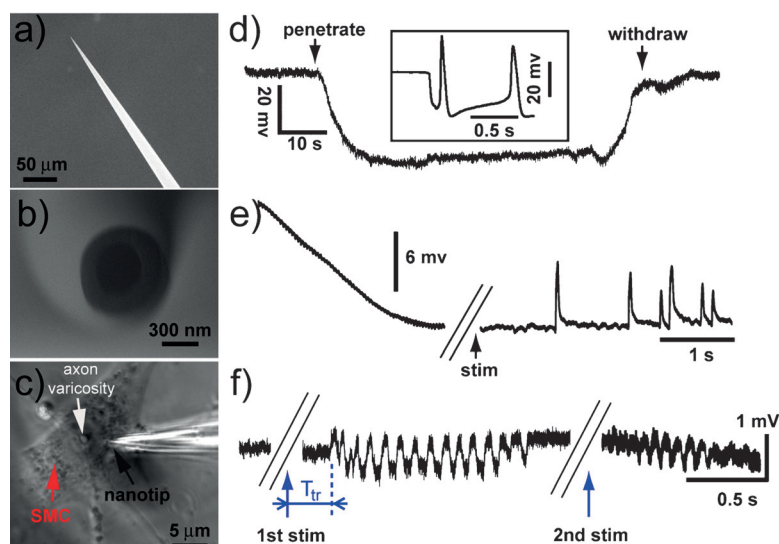 a)
50 μm
b)
300 nm
c)
axon
varicosity
nanotip
SMC
5 μm
d)
penetrate
withdraw
20 mv
10 s
20 mv
0.5 s
e)
6 mv
stim
1 s
f)
Ttr
1st stim
2nd stim
1 mV
0.5 s